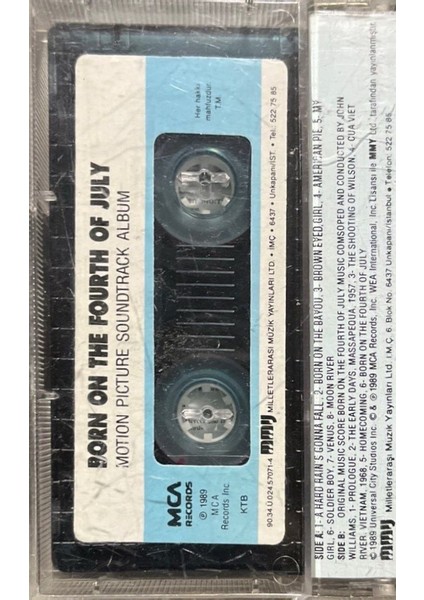 BORN ON THE FOURTH OF JULY
MOTION PICTURE SOUNDTRACK ALBUM
MCA
RECORDS
℗ 1989
MCA
Records Inc.
KTB
Her hakkı
mahfuzdur
T.M.
90.34.Ü.024.57071-4
MMY MİLLETLERARASI MÜZİK YAYINLARI LTD. • İMÇ • 6437 • Unkapanı/İST. • Tel: 522 75 85
SIDE A: 1- A HARD RAIN'S GONNA FALL, 2- BORN ON THE BAYOU, 3- BROWN EYED GIRL, 4- AMERICAN PIE, 5- MY
GIRL, 6- SOLDIER BOY, 7- VENUS, 8- MOON RIVER
SIDE B: ORIGINAL MUSIC SCORE BORN ON THE FOURTH OF JULY MUSIC COMSOPED AND CONDUCTED BY JOHN
WILLIAMS, 1- PROLOGUE, 2- THE EARLY DAYS, MASSAPEQUA, 1957, 3- THE SHOOTING OF WILSON, 4- CUA VIET
RIVER, VIETNAM, 1968, 5- HOMECOMING, 6- BORN ON THE FOURTH OF JULY
© 1989 Universal City Studios Inc. © & ℗ 1989 MCA Records, Inc. WEA International, Inc. Lisansı ile MMY Ltd. tarafından yayınlanmıştır.
MMY Milletlerarası Müzik Yayınları Ltd. İ.M.Ç. 6. Blok No. 6437 Unkapanı/İstanbul • Telefon: 522 75 85